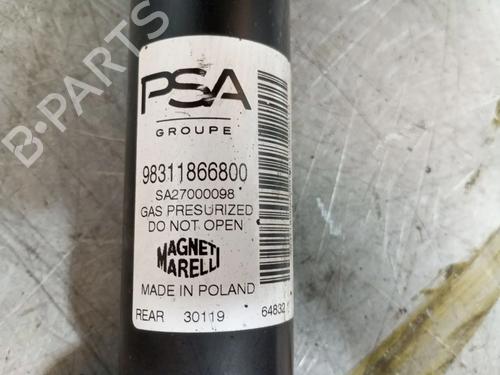 B-PARTS
PSA
GROUPE
98311866800
SA27000098
GAS PRESURIZED
DO NOT OPEN
MAGNETI
MARELLI
MADE IN POLAND
REAR 30119 64832